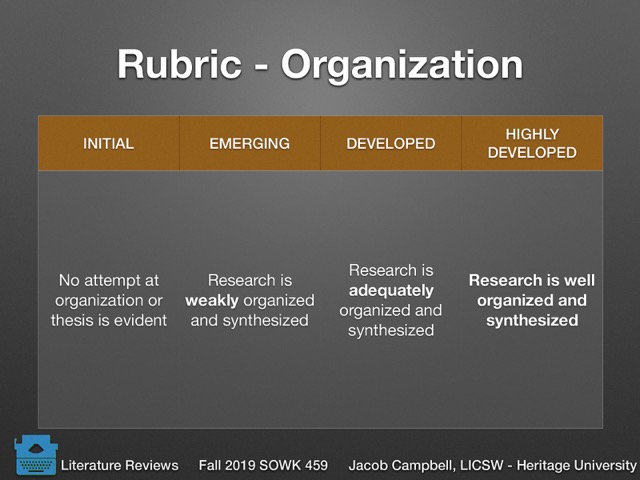 Rubric - Organization
INITIAL
EMERGING
DEVELOPED
HIGHLY
DEVELOPED
No attempt at
organization or
thesis is evident
Research is
weakly organized
and synthesized
Research is
adequately
organized and
synthesized
Research is well
organized and
synthesized
Literature Reviews Fall 2019 SOWK 459 Jacob Campbell, LICSW - Heritage University